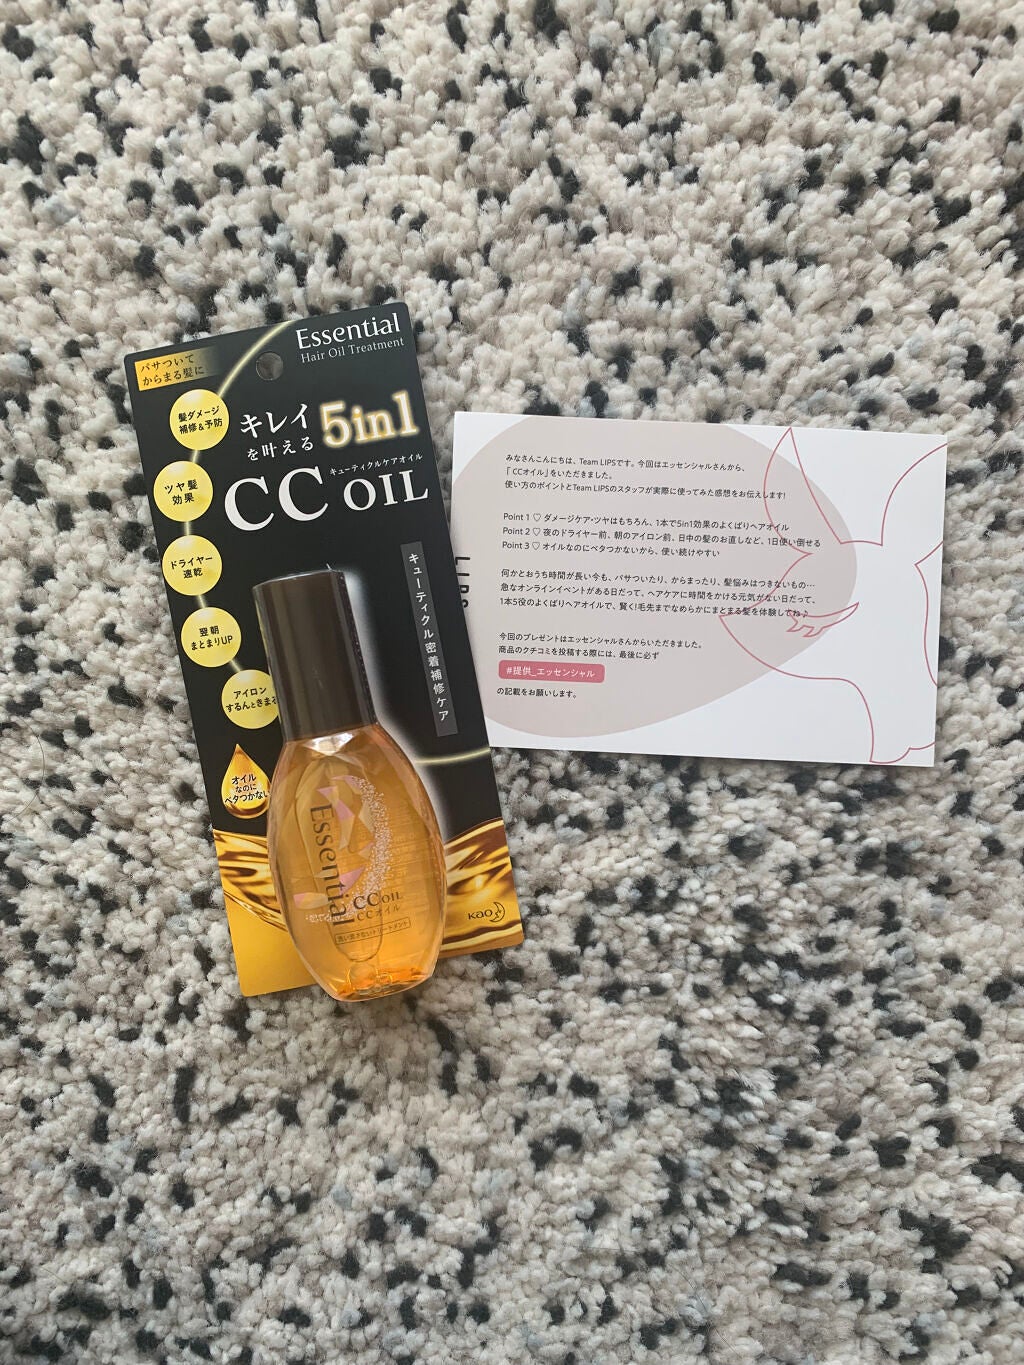 Essential
Hair Oil Treatment
パサついて
からまる髪に
キレイ
を叶える
5in1
キューティクルケアオイル
CC OIL
髪ダメージ
補修&予防
ツヤ髪
効果
ドライヤー
速乾
翌朝
まとまりUP
アイロン
するんときまる
オイル
なのに
ベタつかない
キューティクル密着補修ケア
Essential
CC OIL
CCオイル
洗い流さないトリートメント
Kao
LIPS
みなさんこんにちは、Team LIPSです。今回はエッセンシャルさんから、
「CCオイル」をいただきました。
使い方のポイントとTeam LIPSのスタッフが実際に使ってみた感想をお伝えします!
Point 1 ♡ ダメージケア・ツヤはもちろん、1本で5in1効果のよくばりヘアオイル
Point 2 ♡ 夜のドライヤー前、朝のアイロン前、日中の髪のお直しなど、1日使い倒せる
Point 3 ♡ オイルなのにベタつかないから、使い続けやすい
何かとおうち時間が長い今も、パサついたり、からまったり、髪悩みはつきないもの…
急なオンラインイベントがある日だって、ヘアケアに時間をかける元気がない日だって、
1本5役のよくばりヘアオイルで、賢く!毛先までなめらかにまとまる髪を体験してね♪
今回のプレゼントはエッセンシャルさんからいただきました。
商品のクチコミを投稿する際には、最後に必ず
#提供_エッセンシャル
の記載をお願いします。